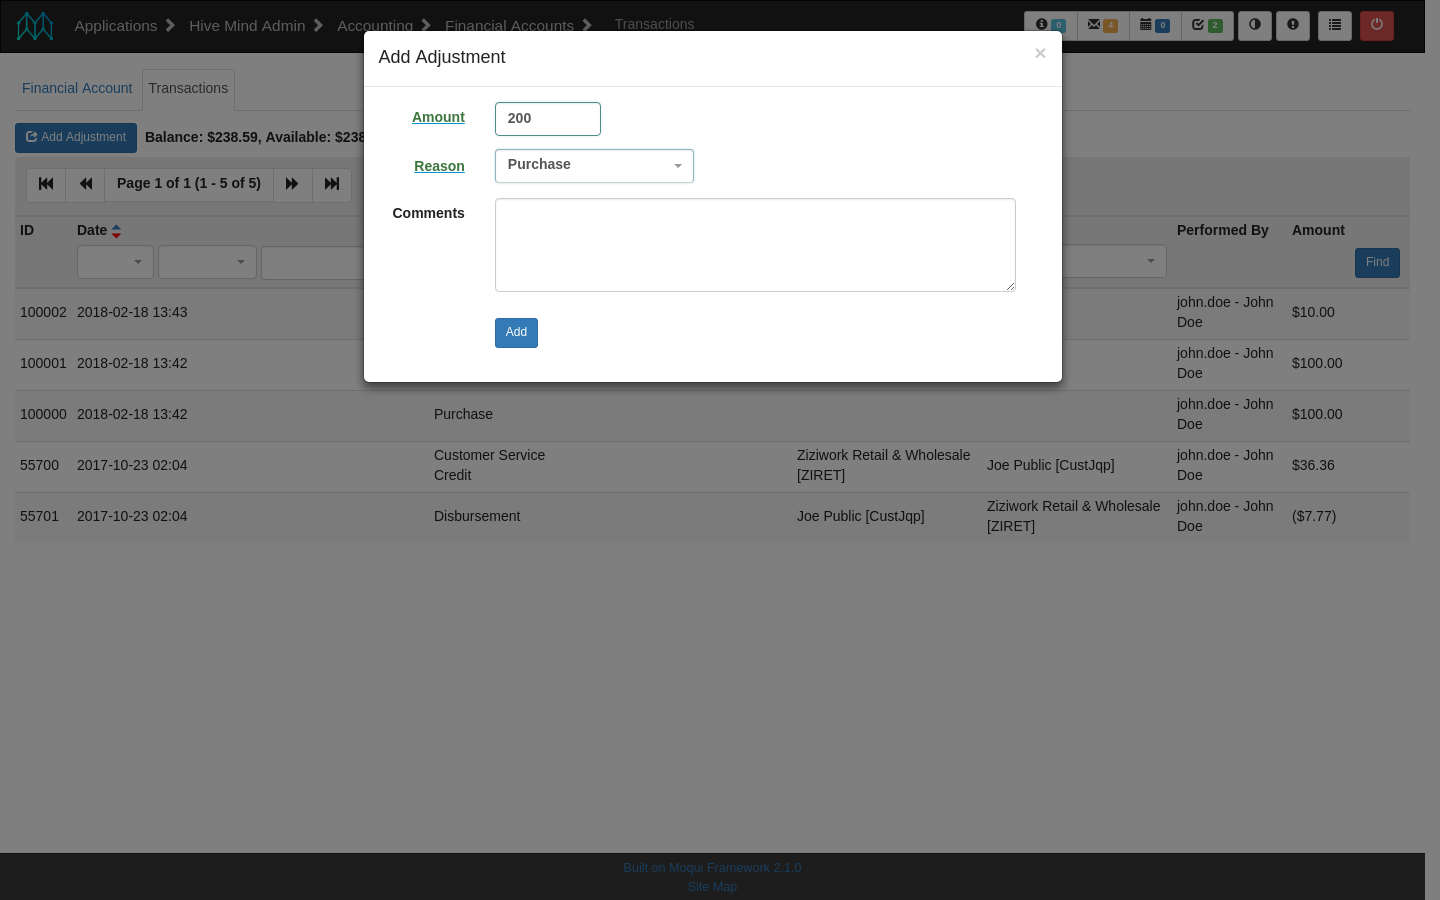 Applications Hive Mind Admin Accounting Financial Accounts Transactions 0 4 0 2
Add Adjustment ×
Financial Account Transactions
Add Adjustment Balance: $238.59, Available: $238
Amount 200
Reason Purchase
Comments
Add
Page 1 of 1 (1 - 5 of 5)
ID Date Performed By Amount
Find
100002 2018-02-18 13:43 john.doe - John Doe $10.00
100001 2018-02-18 13:42 john.doe - John Doe $100.00
100000 2018-02-18 13:42 Purchase john.doe - John Doe $100.00
55700 2017-10-23 02:04 Customer Service Credit Ziziwork Retail & Wholesale [ZIRET] Joe Public [CustJqp] john.doe - John Doe $36.36
55701 2017-10-23 02:04 Disbursement Joe Public [CustJqp] Ziziwork Retail & Wholesale [ZIRET] john.doe - John Doe ($7.77)
Built on Moqui Framework 2.1.0
Site Map